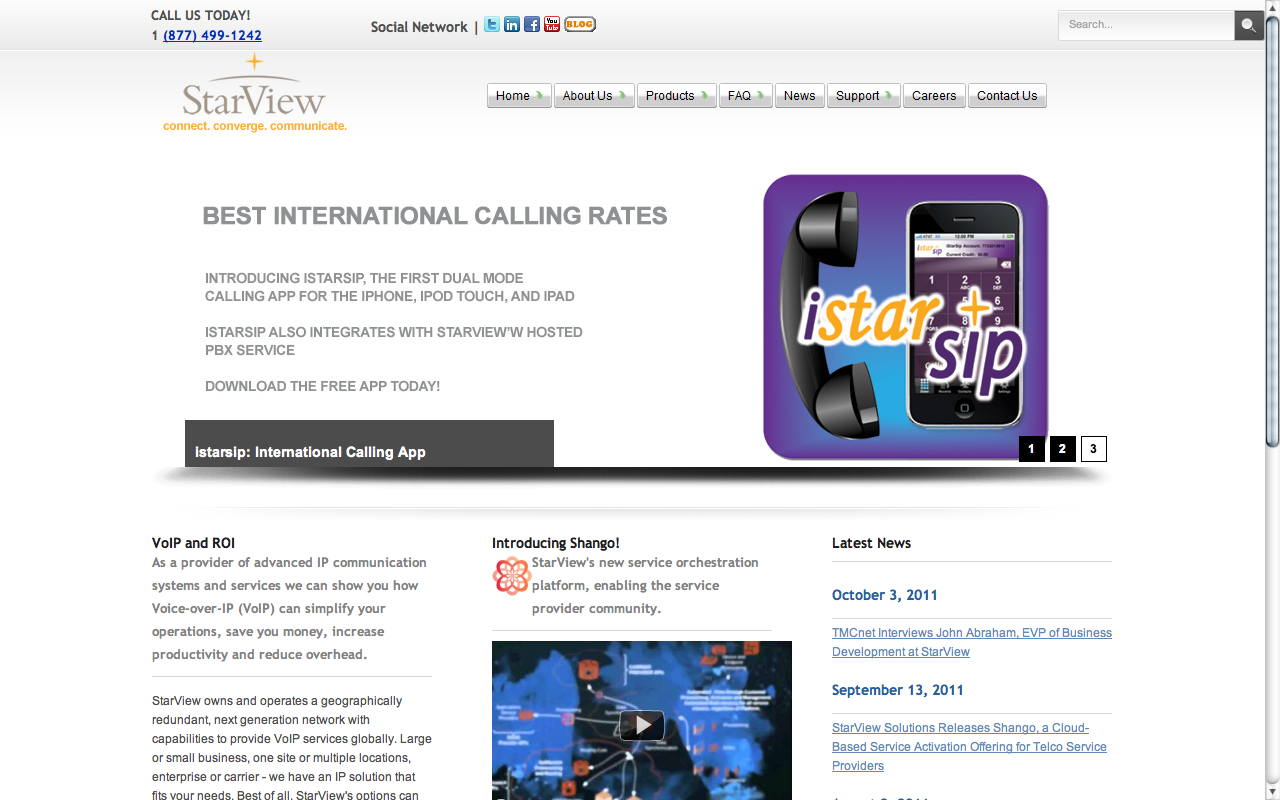 CALL US TODAY!
1 (877) 499-1242
Social Network |
You
Tube
BLOG
Search...
StarView
connect. converge. communicate.
Home
About Us
Products
FAQ
News
Support
Careers
Contact Us
BEST INTERNATIONAL CALLING RATES
INTRODUCING ISTARSIP, THE FIRST DUAL MODE
CALLING APP FOR THE IPHONE, IPOD TOUCH, AND IPAD
ISTARSIP ALSO INTEGRATES WITH STARVIEW’W HOSTED
PBX SERVICE
DOWNLOAD THE FREE APP TODAY!
istar
sip
istarsip: International Calling App
1 2 3
VoIP and ROI
As a provider of advanced IP communication
systems and services we can show you how
Voice-over-IP (VoIP) can simplify your
operations, save you money, increase
productivity and reduce overhead.
StarView owns and operates a geographically
redundant, next generation network with
capabilities to provide VoIP services globally. Large
or small business, one site or multiple locations,
enterprise or carrier - we have an IP solution that
fits your needs. Best of all, StarView's options can
Introducing Shango!
StarView's new service orchestration
platform, enabling the service
provider community.
Latest News
October 3, 2011
TMCnet Interviews John Abraham, EVP of Business
Development at StarView
September 13, 2011
StarView Solutions Releases Shango, a Cloud-
Based Service Activation Offering for Telco Service
Providers